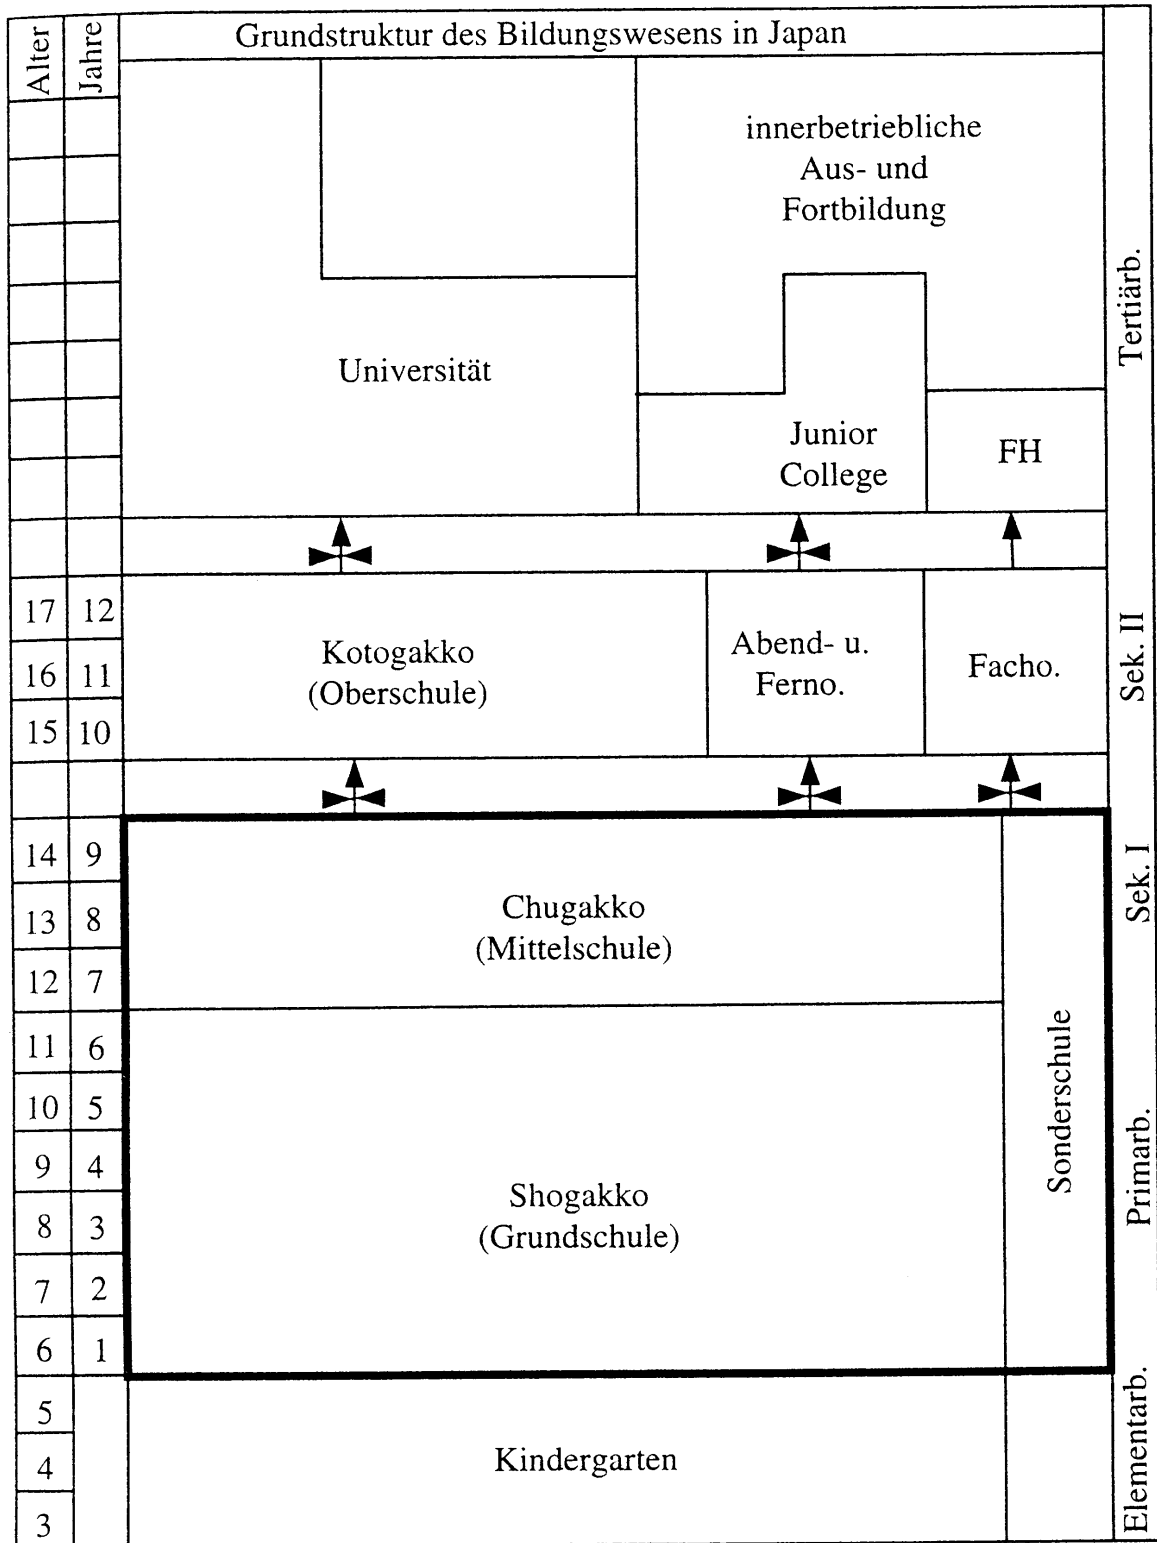 Grundstruktur des Bildungswesens in Japan
Alter
Jahre
innerbetriebliche
Aus- und
Fortbildung
Universität
Junior
College
FH
Tertiärb.
17 12
16 11
15 10
Kotogakko
(Oberschule)
Abend- u.
Ferno.
Facho.
Sek. II
14 9
13 8
12 7
Chugakko
(Mittelschule)
Sek. I
11 6
10 5
9 4
8 3
7 2
6 1
Shogakko
(Grundschule)
Sonderschule
Primarb.
5
4
3
Kindergarten
Elementarb.